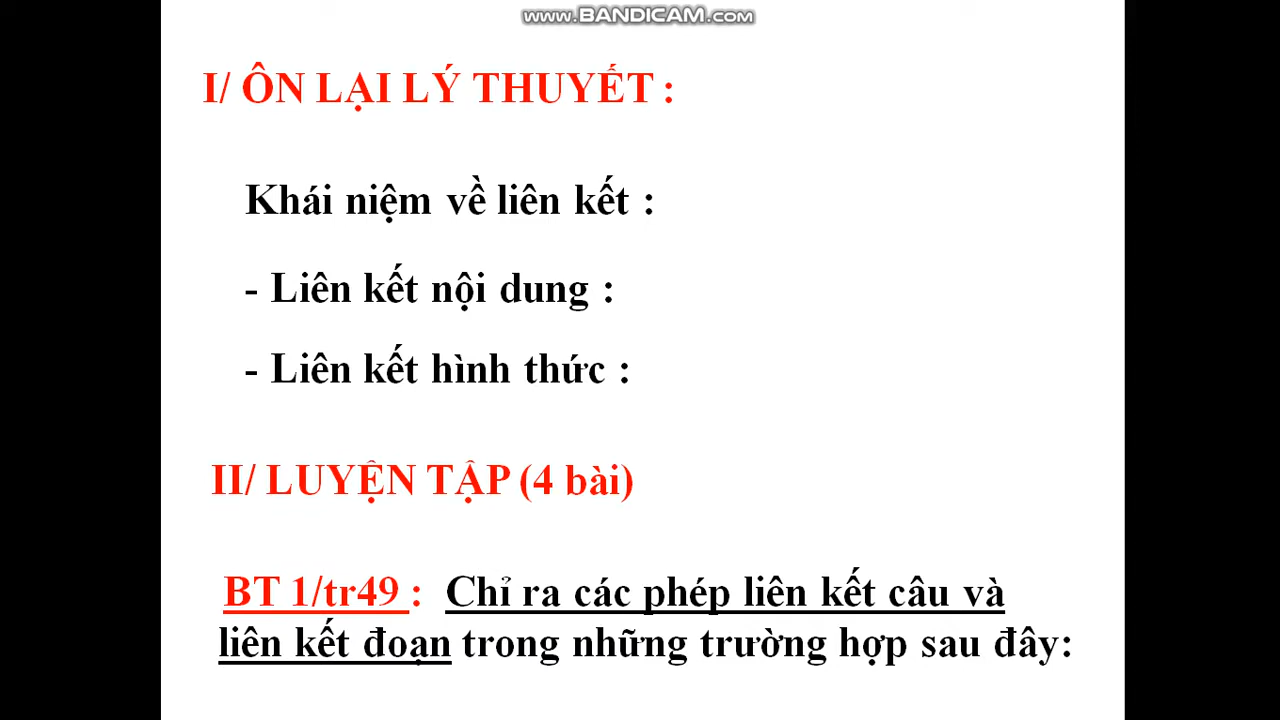 www.BANDICAM.com
I/ ÔN LẠI LÝ THUYẾT :
Khái niệm về liên kết :
- Liên kết nội dung :
- Liên kết hình thức :
II/ LUYỆN TẬP (4 bài)
BT 1/tr49 : Chỉ ra các phép liên kết câu và
liên kết đoạn trong những trường hợp sau đây: